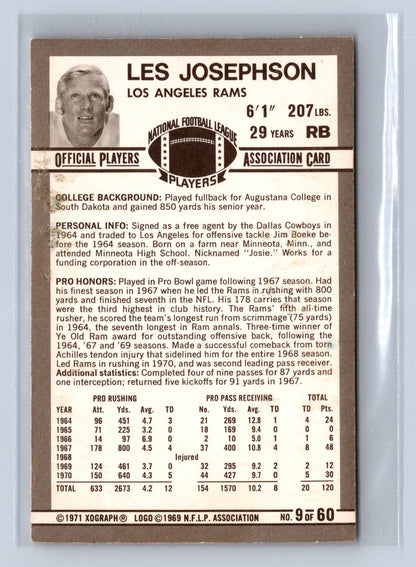 LES JOSEPHSON
LOS ANGELES RAMS
6'1" 207 LBS.
29 YEARS RB
NATIONAL FOOTBALL LEAGUE
OFFICIAL PLAYERS ASSOCIATION CARD
PLAYERS
COLLEGE BACKGROUND: Played fullback for Augustana College in
South Dakota and gained 850 yards his senior year.
PERSONAL INFO: Signed as a free agent by the Dallas Cowboys in
1964 and traded to Los Angeles for offensive tackle Jim Boeke before
the 1964 season. Born on a farm near Minneota, Minn., and
attended Minneota High School. Nicknamed "Josie." Works for a
funding corporation in the off-season.
PRO HONORS: Played in Pro Bowl game following 1967 season. Had
his finest season in 1967 when he led the Rams in rushing with 800
yards and finished seventh in the NFL. His 178 carries that season
were the third highest in club history. The Rams' fifth all-time
rusher, he scored the team's longest run from scrimmage (75 yards) in
1964, the seventh longest in Ram annals. Three-time winner of
Ye Old Ram award for outstanding offensive back, following the
1964, '67 and '69 seasons. Made a successful comeback from torn
Achilles tendon injury that sidelined him for the entire 1968 season.
Led Rams in rushing in 1970, and was second leading pass receiver.
Additional statistics: Completed four of nine passes for 87 yards and
one interception; returned five kickoffs for 91 yards in 1967.
PRO RUSHING PRO PASS RECEIVING TOTAL
YEAR Att. Yds. Avg. TD No. Yds. Avg. TD TD Pts.
1964 96 451 4.7 3 21 269 12.8 1 4 24
1965 71 225 3.2 0 18 169 9.4 0 0 0
1966 14 97 6.9 0 2 10 5.0 1 1 6
1967 178 800 4.5 4 37 400 10.8 4 8 48
1968 Injured
1969 124 461 3.7 0 32 295 9.2 2 2 12
1970 150 640 4.3 5 44 427 9.7 0 5 30
TOTAL 633 2673 4.2 12 154 1570 10.2 8 20 120
©1971 XOGRAPH® LOGO ©1969 N.F.L.P. ASSOCIATION NO. 9 OF 60